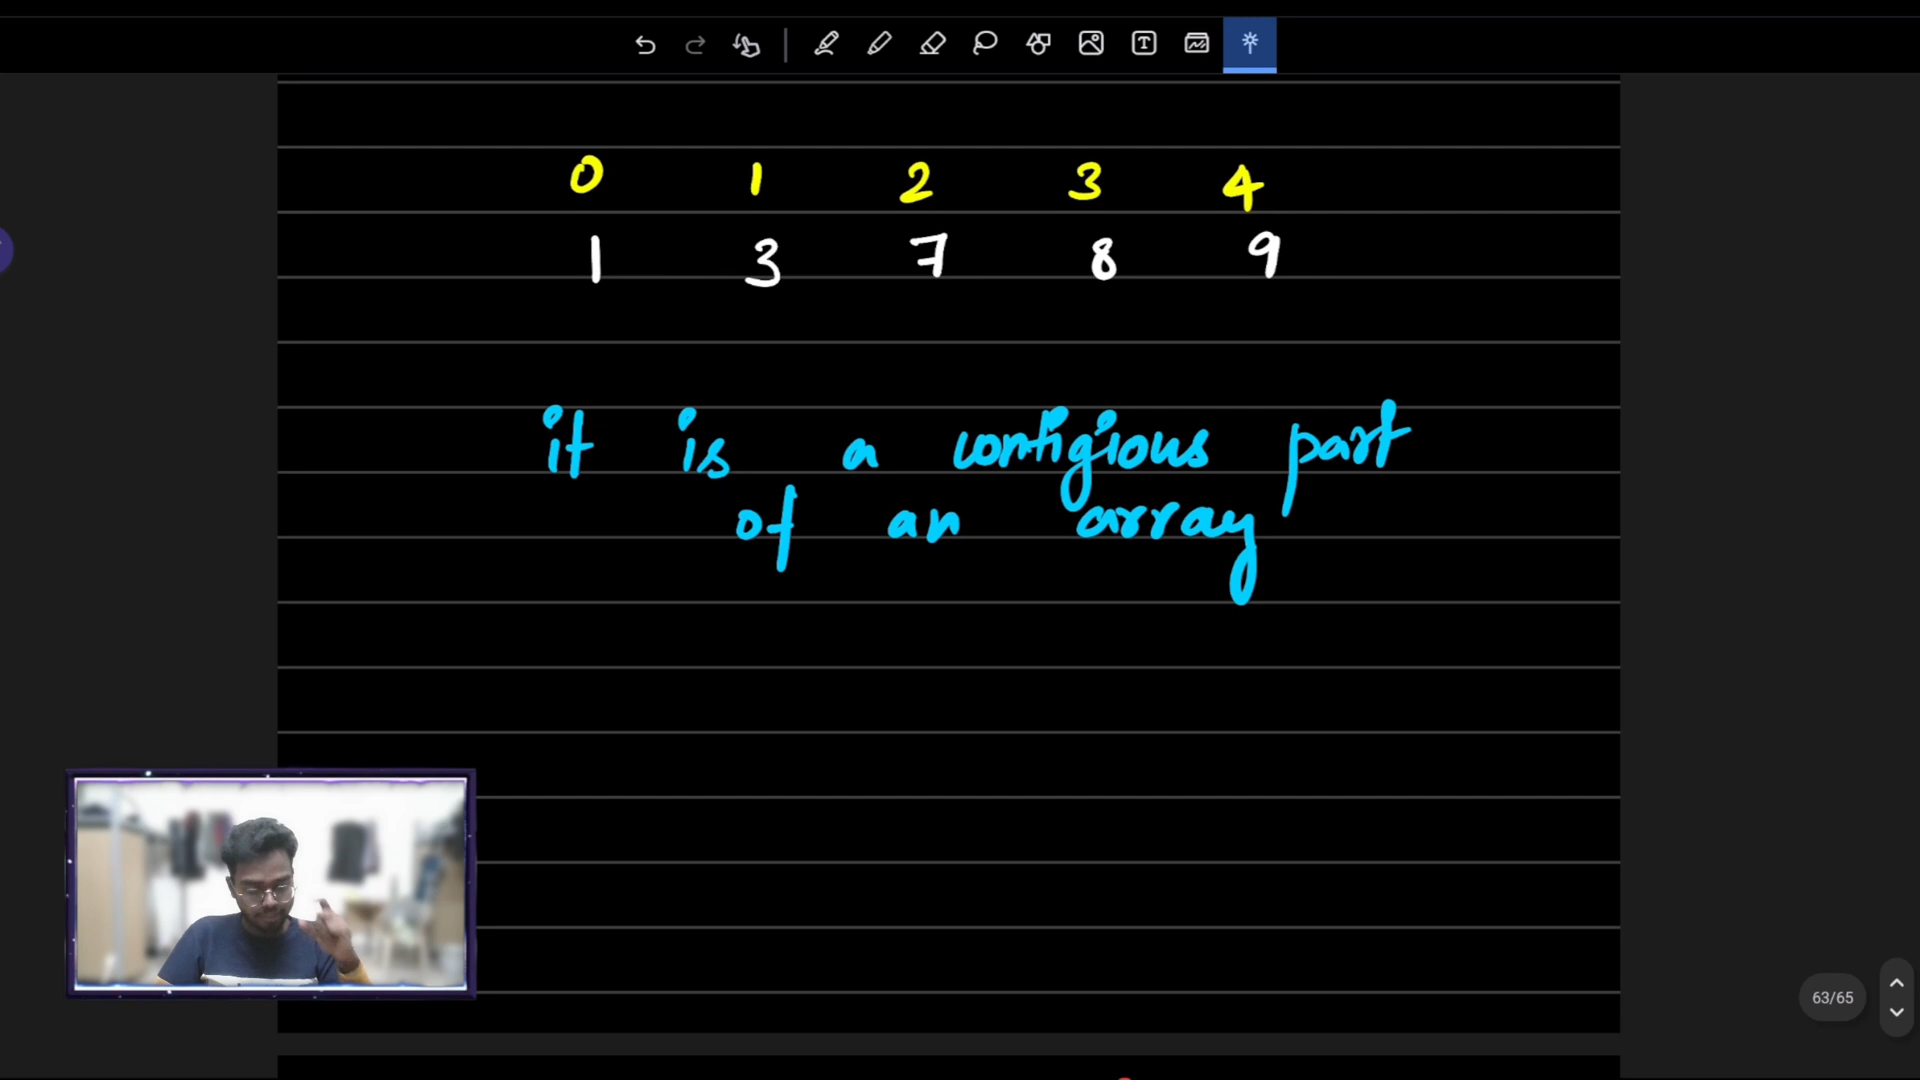 0 1 2 3 4
1 3 7 8 9
it is a contigious part
of an array
63/65